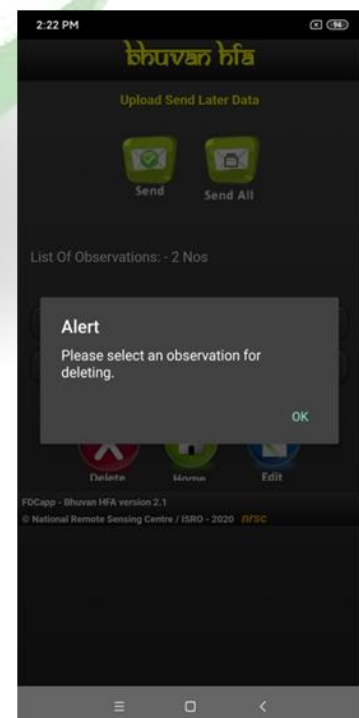 2:22 PM
94
bhuvan hfa
Upload Send Later Data
Send
Send All
List Of Observations: - 2 Nos
Alert
Please select an observation for
deleting.
OK
Delete
Home
Edit
FDCapp - Bhuvan HFA version 2.1
© National Remote Sensing Centre / ISRO - 2020 nrsc